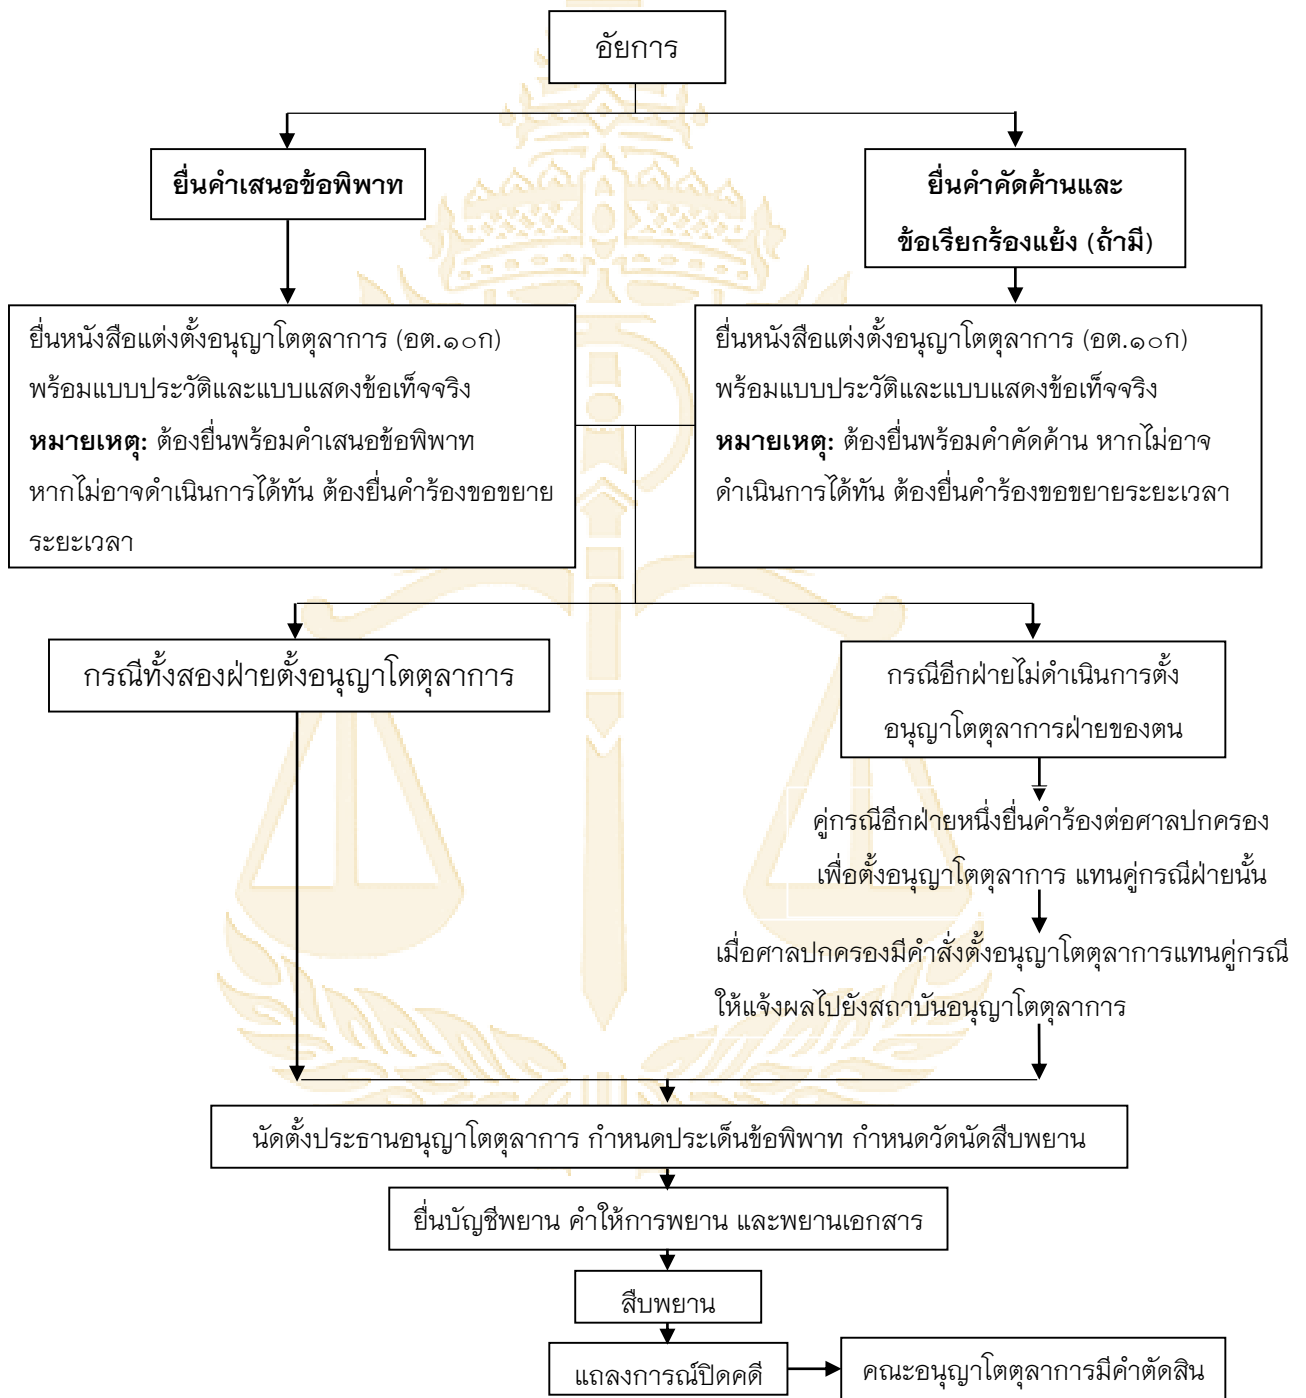 อัยการ
ยื่นคำเสนอข้อพิพาท
ยื่นคำคัดค้านและ
ข้อเรียกร้องแย้ง (ถ้ามี)
ยื่นหนังสือแต่งตั้งอนุญาโตตุลาการ (อต.๑๐ก)
พร้อมแบบประวัติและแบบแสดงข้อเท็จจริง
หมายเหตุ: ต้องยื่นพร้อมคำเสนอข้อพิพาท
หากไม่อาจดำเนินการได้ทัน ต้องยื่นคำร้องขอขยาย
ระยะเวลา
ยื่นหนังสือแต่งตั้งอนุญาโตตุลาการ (อต.๑๐ก)
พร้อมแบบประวัติและแบบแสดงข้อเท็จจริง
หมายเหตุ: ต้องยื่นพร้อมคำคัดค้าน หากไม่อาจ
ดำเนินการได้ทัน ต้องยื่นคำร้องขอขยายระยะเวลา
กรณีทั้งสองฝ่ายตั้งอนุญาโตตุลาการ
กรณีอีกฝ่ายไม่ดำเนินการตั้ง
อนุญาโตตุลาการฝ่ายของตน
คู่กรณีอีกฝ่ายหนึ่งยื่นคำร้องต่อศาลปกครอง
เพื่อตั้งอนุญาโตตุลาการ แทนคู่กรณีฝ่ายนั้น
เมื่อศาลปกครองมีคำสั่งตั้งอนุญาโตตุลาการแทนคู่กรณี
ให้แจ้งผลไปยังสถาบันอนุญาโตตุลาการ
นัดตั้งประธานอนุญาโตตุลาการ กำหนดประเด็นข้อพิพาท กำหนดวัดนัดสืบพยาน
ยื่นบัญชีพยาน คำให้การพยาน และพยานเอกสาร
สืบพยาน
แถลงการณ์ปิดคดี
คณะอนุญาโตตุลาการมีคำตัดสิน